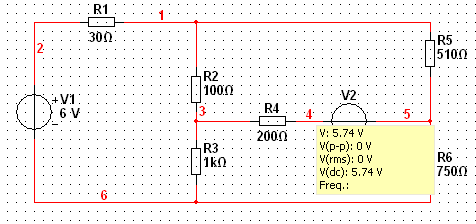 1
R1
30Ω
2
R2
100Ω
R5
510Ω
+ V1
6 V
−
3
R4
200Ω
4
V2
5
V: 5.74 V
V(p-p): 0 V
V(rms): 0 V
V(dc): 5.74 V
Freq.:
R3
1kΩ
R6
750Ω
6